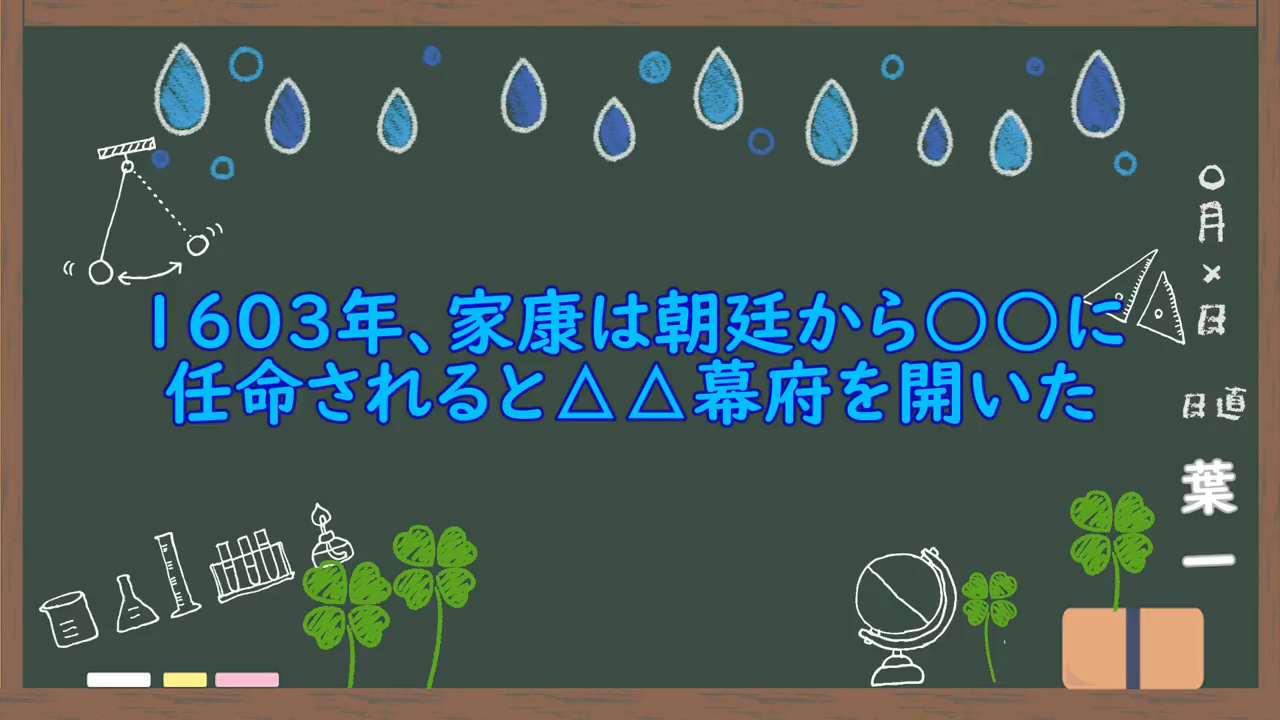 1603年、家康は朝廷から〇〇に
任命されると△△幕府を開いた
〇月×日
日直
葉一